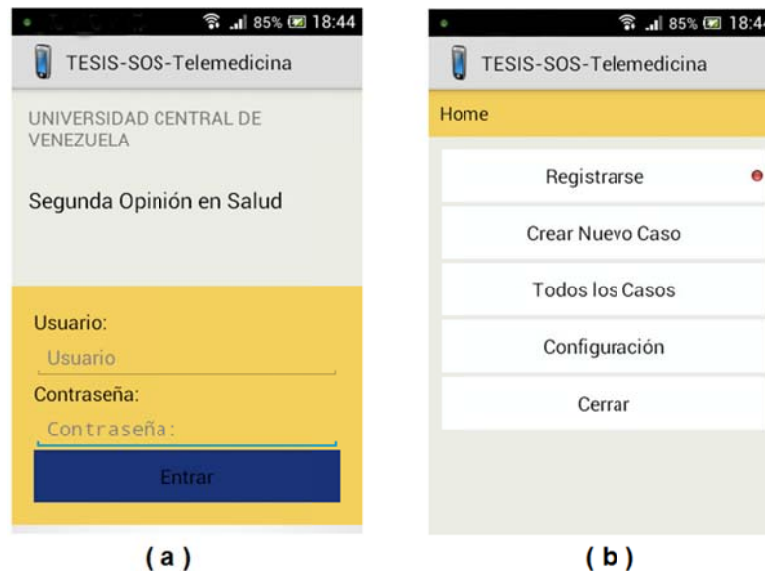 85% 18:44
TESIS-SOS-Telemedicina
UNIVERSIDAD CENTRAL DE
VENEZUELA
Segunda Opinión en Salud
Usuario:
Usuario
Contraseña:
Contraseña:
Entrar
( a )
85% 18:44
TESIS-SOS-Telemedicina
Home
Registrarse
Crear Nuevo Caso
Todos los Casos
Configuración
Cerrar
( b )